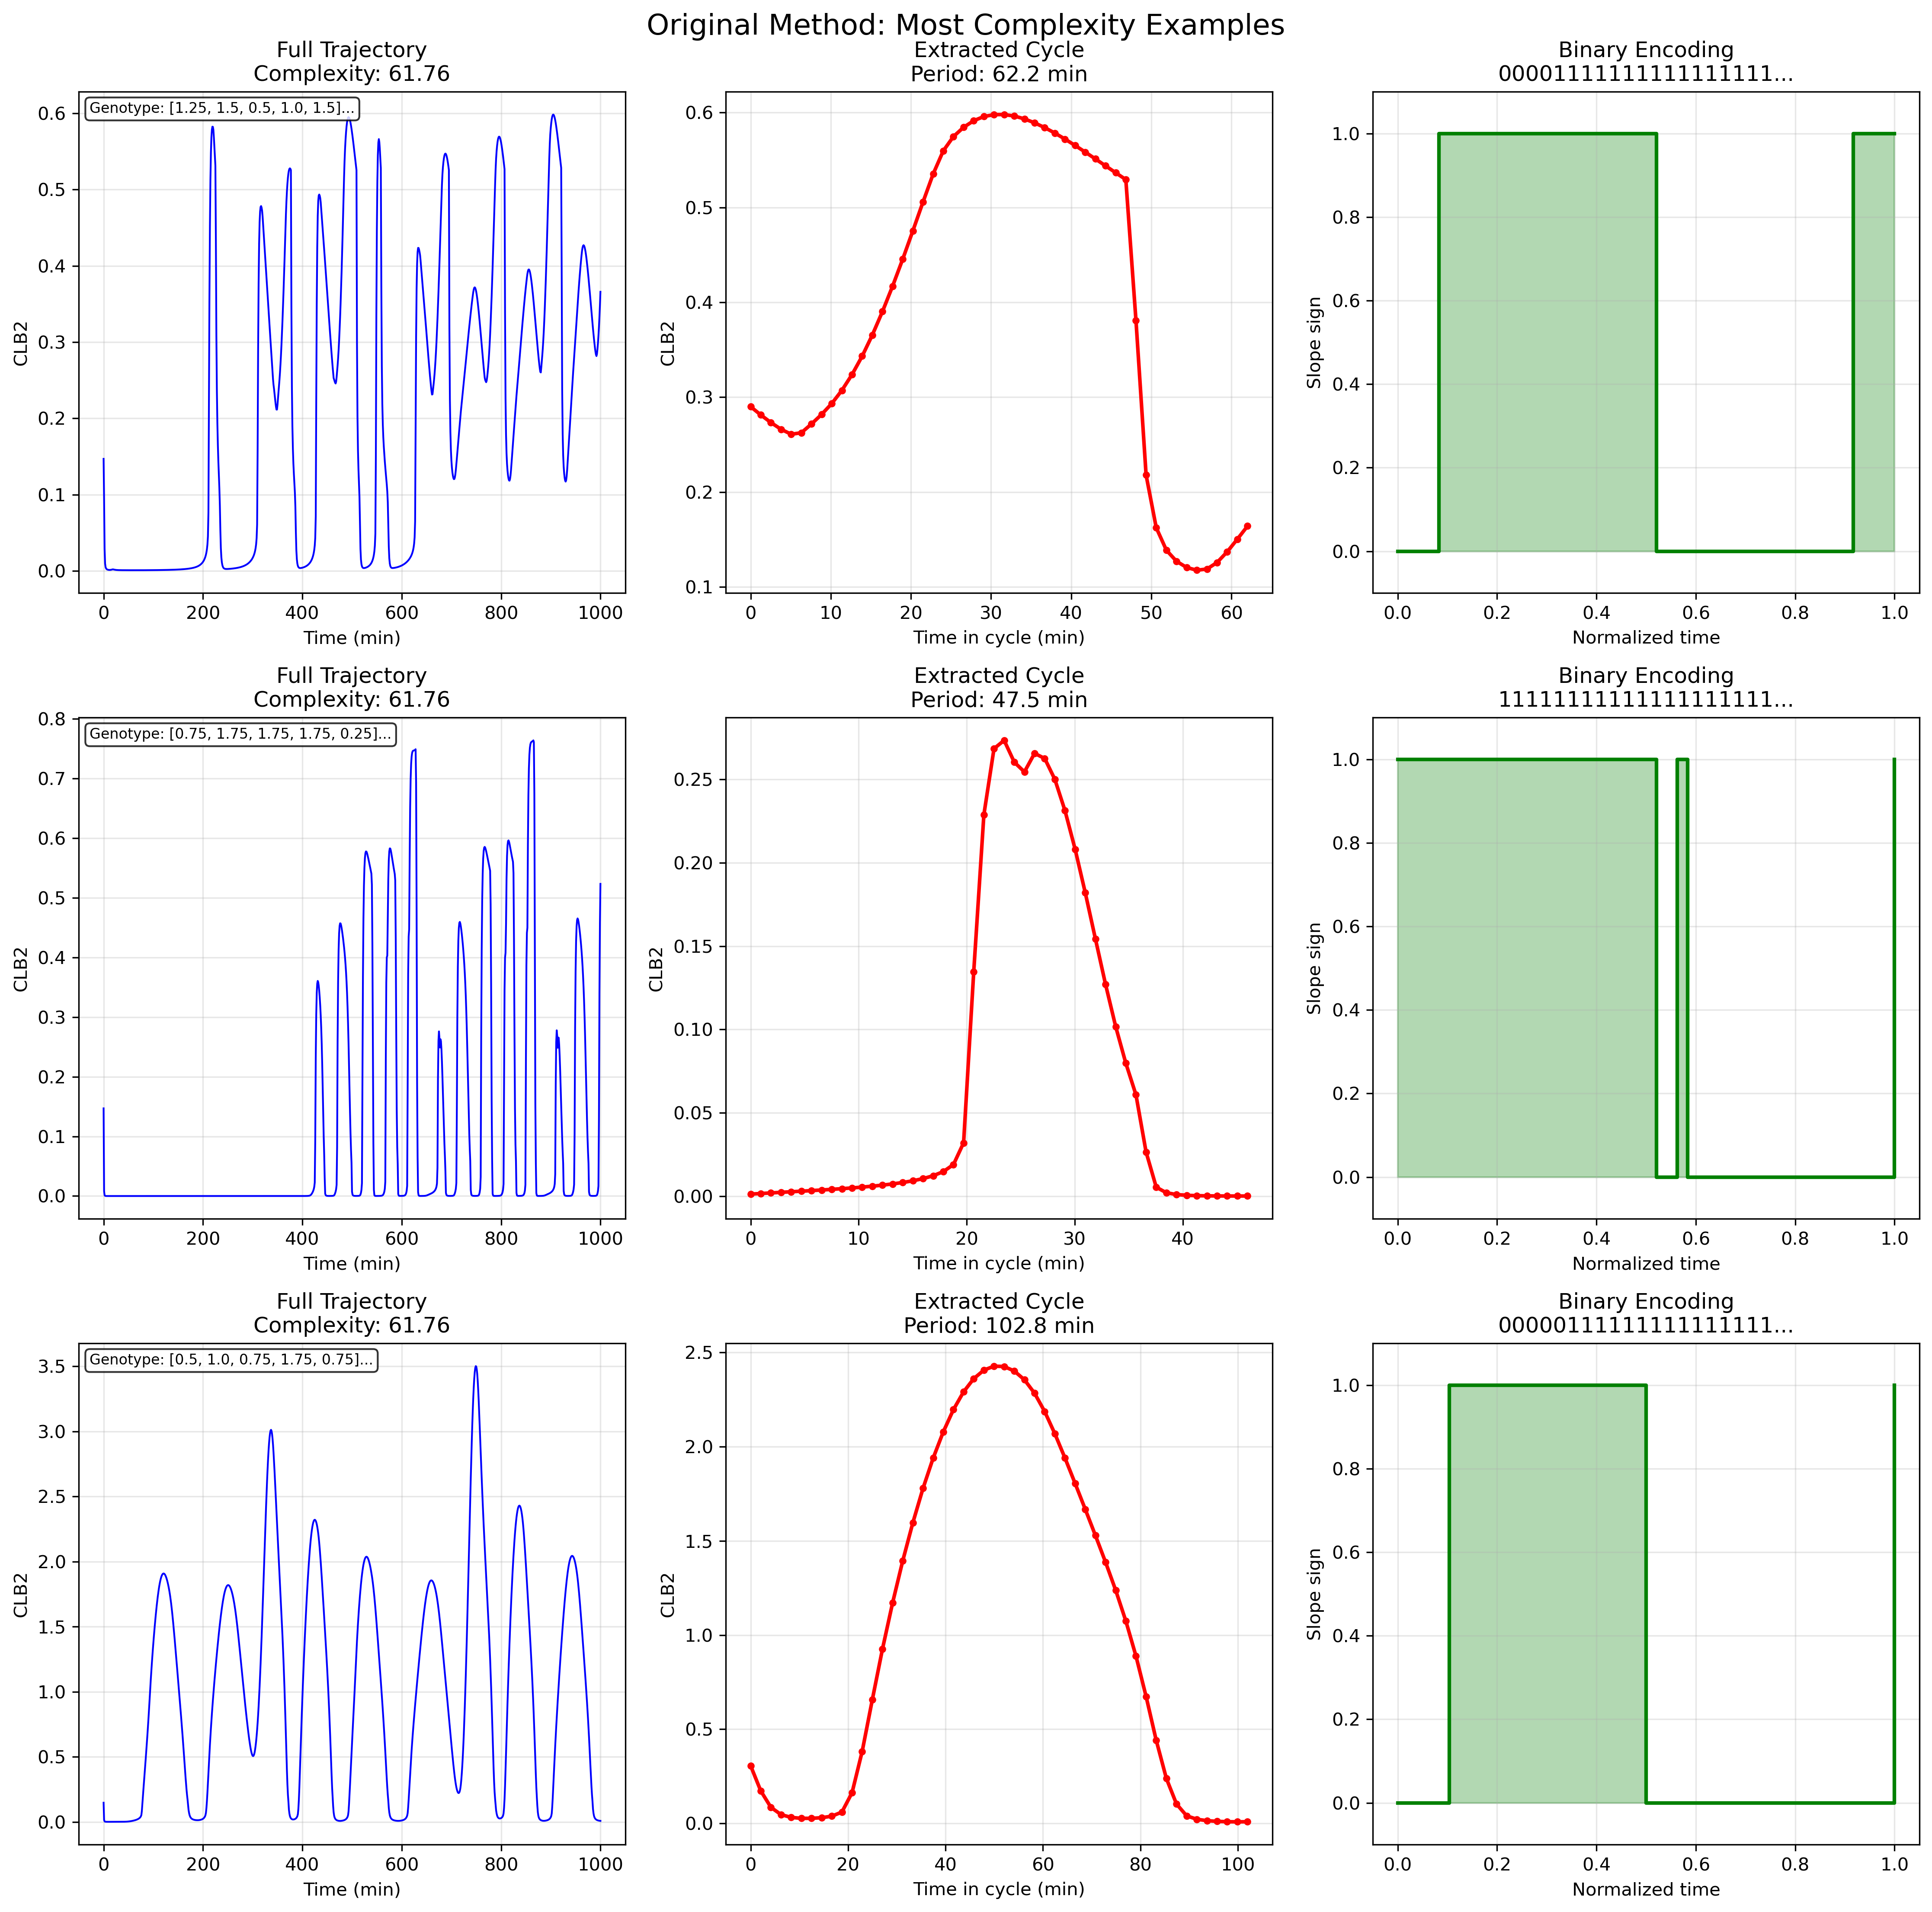 Original Method: Most Complexity Examples
Full Trajectory
Complexity: 61.76
Genotype: [1.25, 1.5, 0.5, 1.0, 1.5]...
0.6
0.5
0.4
0.3
0.2
0.1
0.0
CLB2
0 200 400 600 800 1000
Time (min)
Extracted Cycle
Period: 62.2 min
0.6
0.5
0.4
0.3
0.2
0.1
CLB2
0 10 20 30 40 50 60
Time in cycle (min)
Binary Encoding
00001111111111111111...
1.0
0.8
0.6
0.4
0.2
0.0
Slope sign
0.0 0.2 0.4 0.6 0.8 1.0
Normalized time
Full Trajectory
Complexity: 61.76
Genotype: [0.75, 1.75, 1.75, 1.75, 0.25]...
0.8
0.7
0.6
0.5
0.4
0.3
0.2
0.1
0.0
CLB2
0 200 400 600 800 1000
Time (min)
Extracted Cycle
Period: 47.5 min
0.25
0.20
0.15
0.10
0.05
0.00
CLB2
0 10 20 30 40
Time in cycle (min)
Binary Encoding
11111111111111111111...
1.0
0.8
0.6
0.4
0.2
0.0
Slope sign
0.0 0.2 0.4 0.6 0.8 1.0
Normalized time
Full Trajectory
Complexity: 61.76
Genotype: [0.5, 1.0, 0.75, 1.75, 0.75]...
3.5
3.0
2.5
2.0
1.5
1.0
0.5
0.0
CLB2
0 200 400 600 800 1000
Time (min)
Extracted Cycle
Period: 102.8 min
2.5
2.0
1.5
1.0
0.5
0.0
CLB2
0 20 40 60 80 100
Time in cycle (min)
Binary Encoding
00000111111111111111...
1.0
0.8
0.6
0.4
0.2
0.0
Slope sign
0.0 0.2 0.4 0.6 0.8 1.0
Normalized time